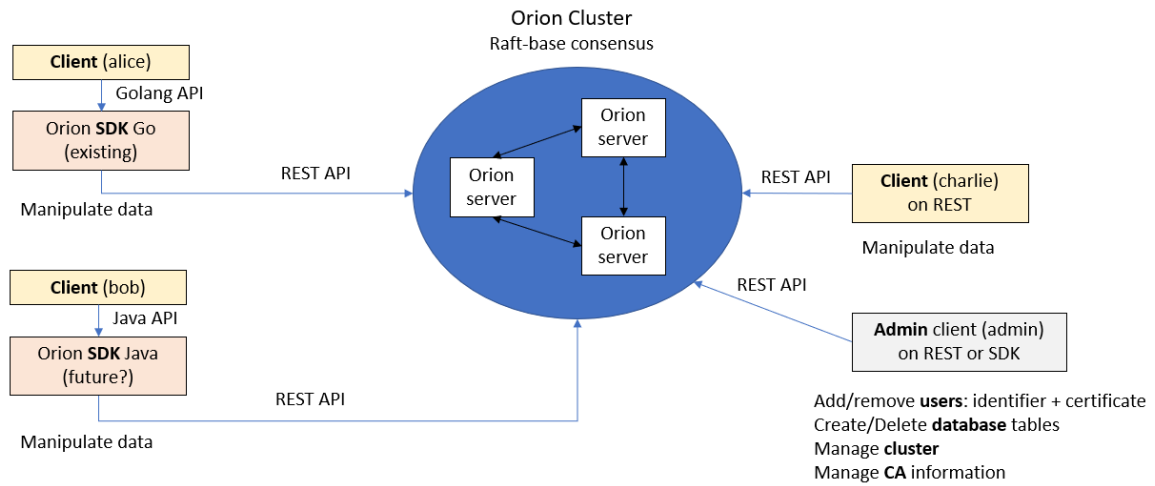 Orion Cluster
Raft-base consensus
Client (alice)
Golang API
Orion SDK Go
(existing)
REST API
Manipulate data
Client (bob)
Java API
Orion SDK Java
(future?)
REST API
Manipulate data
Orion
server
Orion
server
Orion
server
REST API
Client (charlie)
on REST
Manipulate data
REST API
Admin client (admin)
on REST or SDK
Add/remove users: identifier + certificate
Create/Delete database tables
Manage cluster
Manage CA information